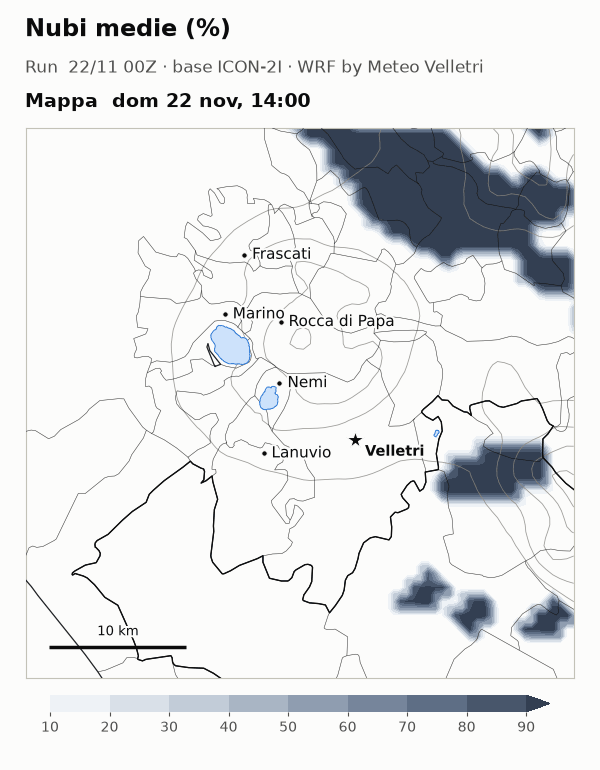 Nubi medie (%)
Run  22/11 00Z · base ICON-2I · WRF by Meteo Velletri
Mappa  dom 22 nov, 14:00
Frascati
Marino
Rocca di Papa
Nemi
Velletri
Lanuvio
10 km
10 20 30 40 50 60 70 80 90